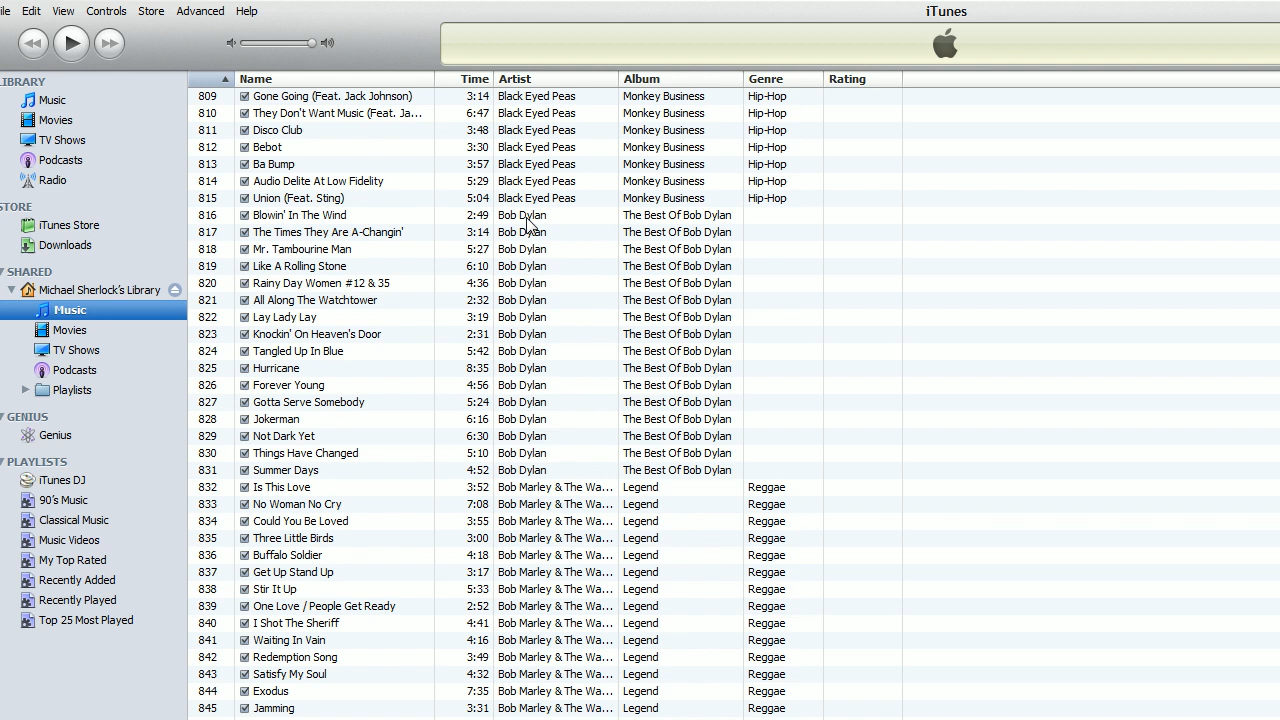 ile Edit View Controls Store Advanced Help
iTunes
LIBRARY
Music
Movies
TV Shows
Podcasts
Radio
STORE
iTunes Store
Downloads
SHARED
Michael Sherlock's Library
Music
Movies
TV Shows
Podcasts
Playlists
GENIUS
Genius
PLAYLISTS
iTunes DJ
90's Music
Classical Music
Music Videos
My Top Rated
Recently Added
Recently Played
Top 25 Most Played
Name Time Artist Album Genre Rating
809 Gone Going (Feat. Jack Johnson) 3:14 Black Eyed Peas Monkey Business Hip-Hop
810 They Don't Want Music (Feat. Ja... 6:47 Black Eyed Peas Monkey Business Hip-Hop
811 Disco Club 3:48 Black Eyed Peas Monkey Business Hip-Hop
812 Bebot 3:30 Black Eyed Peas Monkey Business Hip-Hop
813 Ba Bump 3:57 Black Eyed Peas Monkey Business Hip-Hop
814 Audio Delite At Low Fidelity 5:29 Black Eyed Peas Monkey Business Hip-Hop
815 Union (Feat. Sting) 5:04 Black Eyed Peas Monkey Business Hip-Hop
816 Blowin' In The Wind 2:49 Bob Dylan The Best Of Bob Dylan
817 The Times They Are A-Changin' 3:14 Bob Dylan The Best Of Bob Dylan
818 Mr. Tambourine Man 5:27 Bob Dylan The Best Of Bob Dylan
819 Like A Rolling Stone 6:10 Bob Dylan The Best Of Bob Dylan
820 Rainy Day Women #12 & 35 4:36 Bob Dylan The Best Of Bob Dylan
821 All Along The Watchtower 2:32 Bob Dylan The Best Of Bob Dylan
822 Lay Lady Lay 3:19 Bob Dylan The Best Of Bob Dylan
823 Knockin' On Heaven's Door 2:31 Bob Dylan The Best Of Bob Dylan
824 Tangled Up In Blue 5:42 Bob Dylan The Best Of Bob Dylan
825 Hurricane 8:35 Bob Dylan The Best Of Bob Dylan
826 Forever Young 4:56 Bob Dylan The Best Of Bob Dylan
827 Gotta Serve Somebody 5:24 Bob Dylan The Best Of Bob Dylan
828 Jokerman 6:16 Bob Dylan The Best Of Bob Dylan
829 Not Dark Yet 6:30 Bob Dylan The Best Of Bob Dylan
830 Things Have Changed 5:10 Bob Dylan The Best Of Bob Dylan
831 Summer Days 4:52 Bob Dylan The Best Of Bob Dylan
832 Is This Love 3:52 Bob Marley & The Wa... Legend Reggae
833 No Woman No Cry 7:08 Bob Marley & The Wa... Legend Reggae
834 Could You Be Loved 3:55 Bob Marley & The Wa... Legend Reggae
835 Three Little Birds 3:00 Bob Marley & The Wa... Legend Reggae
836 Buffalo Soldier 4:18 Bob Marley & The Wa... Legend Reggae
837 Get Up Stand Up 3:17 Bob Marley & The Wa... Legend Reggae
838 Stir It Up 5:33 Bob Marley & The Wa... Legend Reggae
839 One Love / People Get Ready 2:52 Bob Marley & The Wa... Legend Reggae
840 I Shot The Sheriff 4:41 Bob Marley & The Wa... Legend Reggae
841 Waiting In Vain 4:16 Bob Marley & The Wa... Legend Reggae
842 Redemption Song 3:49 Bob Marley & The Wa... Legend Reggae
843 Satisfy My Soul 4:32 Bob Marley & The Wa... Legend Reggae
844 Exodus 7:35 Bob Marley & The Wa... Legend Reggae
845 Jamming 3:31 Bob Marley & The Wa... Legend Reggae